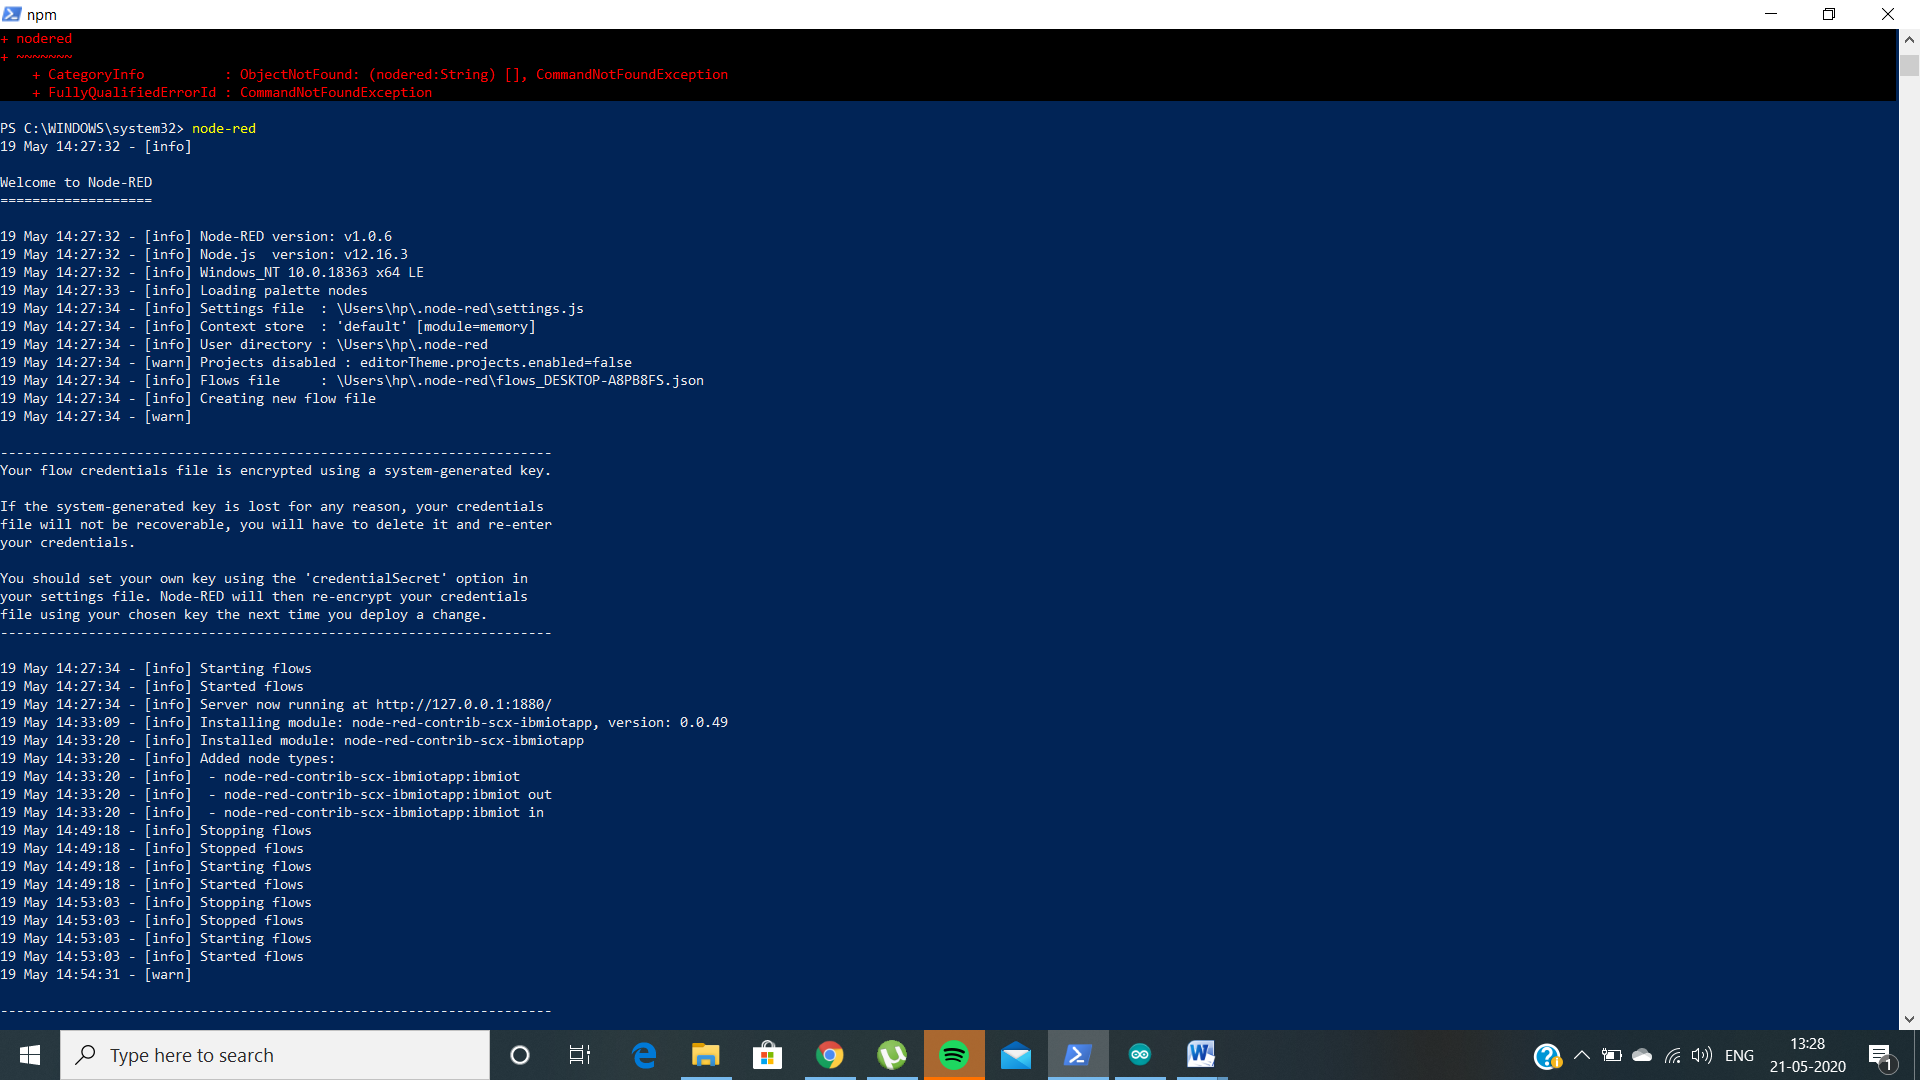 npm
+ nodered
+ ~~~~~~~
    + CategoryInfo          : ObjectNotFound: (nodered:String) [], CommandNotFoundException
    + FullyQualifiedErrorId : CommandNotFoundException
PS C:\WINDOWS\system32> node-red
19 May 14:27:32 - [info]
Welcome to Node-RED
===================
19 May 14:27:32 - [info] Node-RED version: v1.0.6
19 May 14:27:32 - [info] Node.js  version: v12.16.3
19 May 14:27:32 - [info] Windows_NT 10.0.18363 x64 LE
19 May 14:27:33 - [info] Loading palette nodes
19 May 14:27:34 - [info] Settings file  : \Users\hp\.node-red\settings.js
19 May 14:27:34 - [info] Context store  : 'default' [module=memory]
19 May 14:27:34 - [info] User directory : \Users\hp\.node-red
19 May 14:27:34 - [warn] Projects disabled : editorTheme.projects.enabled=false
19 May 14:27:34 - [info] Flows file     : \Users\hp\.node-red\flows_DESKTOP-A8PB8FS.json
19 May 14:27:34 - [info] Creating new flow file
19 May 14:27:34 - [warn]
---------------------------------------------------------------------
Your flow credentials file is encrypted using a system-generated key.
If the system-generated key is lost for any reason, your credentials
file will not be recoverable, you will have to delete it and re-enter
your credentials.
You should set your own key using the 'credentialSecret' option in
your settings file. Node-RED will then re-encrypt your credentials
file using your chosen key the next time you deploy a change.
---------------------------------------------------------------------
19 May 14:27:34 - [info] Starting flows
19 May 14:27:34 - [info] Started flows
19 May 14:27:34 - [info] Server now running at http://127.0.0.1:1880/
19 May 14:33:09 - [info] Installing module: node-red-contrib-scx-ibmiotapp, version: 0.0.49
19 May 14:33:20 - [info] Installed module: node-red-contrib-scx-ibmiotapp
19 May 14:33:20 - [info] Added node types:
19 May 14:33:20 - [info]  - node-red-contrib-scx-ibmiotapp:ibmiot
19 May 14:33:20 - [info]  - node-red-contrib-scx-ibmiotapp:ibmiot out
19 May 14:33:20 - [info]  - node-red-contrib-scx-ibmiotapp:ibmiot in
19 May 14:49:18 - [info] Stopping flows
19 May 14:49:18 - [info] Stopped flows
19 May 14:49:18 - [info] Starting flows
19 May 14:49:18 - [info] Started flows
19 May 14:53:03 - [info] Stopping flows
19 May 14:53:03 - [info] Stopped flows
19 May 14:53:03 - [info] Starting flows
19 May 14:53:03 - [info] Started flows
19 May 14:54:31 - [warn]
---------------------------------------------------------------------
Type here to search
ENG
13:28
21-05-2020
1